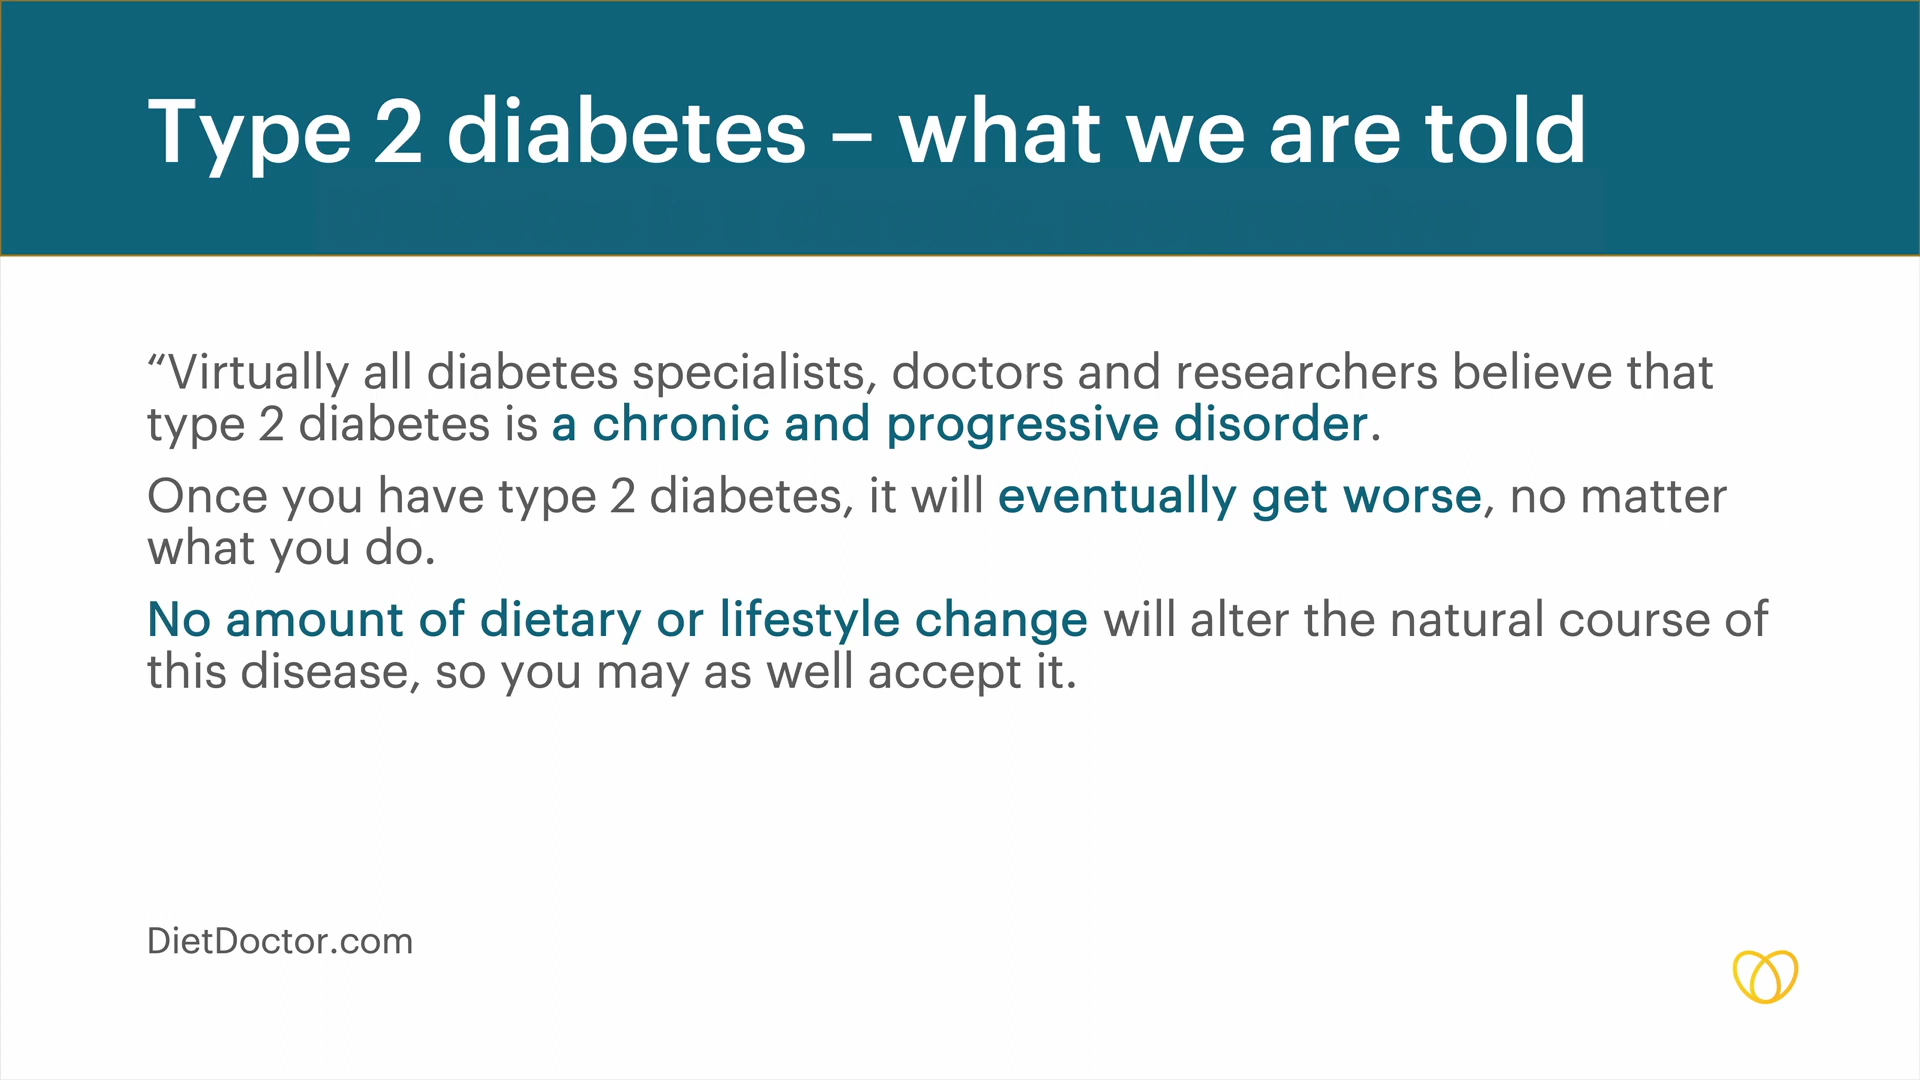 Type 2 diabetes – what we are told
“Virtually all diabetes specialists, doctors and researchers believe that
type 2 diabetes is a chronic and progressive disorder.
Once you have type 2 diabetes, it will eventually get worse, no matter
what you do.
No amount of dietary or lifestyle change will alter the natural course of
this disease, so you may as well accept it.
DietDoctor.com